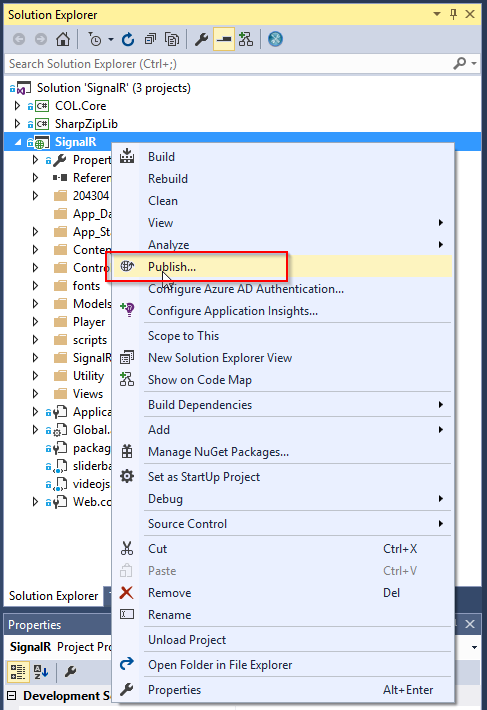 Solution Explorer
Search Solution Explorer (Ctrl+;)
Solution 'SignalR' (3 projects)
C# COL.Core
C# SharpZipLib
SignalR
Propert
Referen
204304
App_Da
App_St
Conten
Contro
fonts
Models
Player
scripts
SignalR
Utility
Views
Applica
Global.
packag
sliderba
videojs
Web.co
Build
Rebuild
Clean
View
Analyze
Publish...
Configure Azure AD Authentication...
Configure Application Insights...
Scope to This
New Solution Explorer View
Show on Code Map
Build Dependencies
Add
Manage NuGet Packages...
Set as StartUp Project
Debug
Source Control
Cut Ctrl+X
Paste Ctrl+V
Remove Del
Rename
Unload Project
Open Folder in File Explorer
Properties Alt+Enter
Solution Explorer
Properties
SignalR Project Pro
Development Se